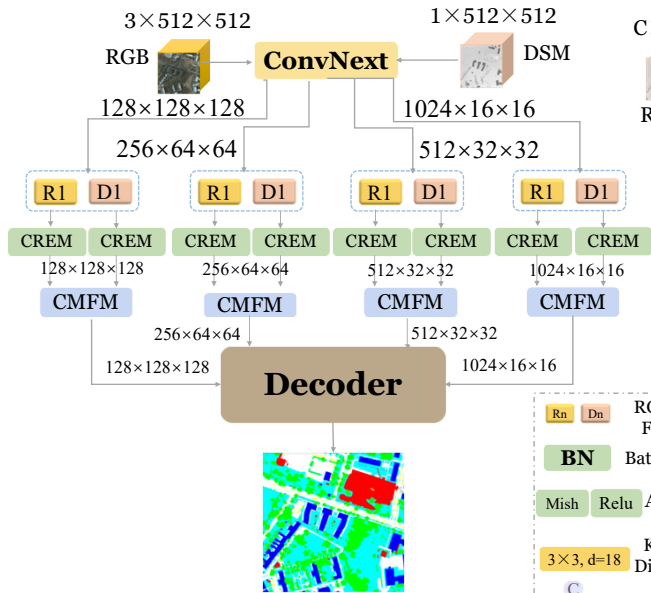 3×512×512
1×512×512
C
RGB
ConvNext
DSM
R
128×128×128
1024×16×16
256×64×64
512×32×32
R1 D1 R1 D1 R1 D1 R1 D1
CREM CREM CREM CREM CREM CREM CREM CREM
128×128×128 256×64×64 512×32×32 1024×16×16
CMFM CMFM CMFM CMFM
256×64×64 512×32×32
128×128×128 1024×16×16
Decoder
Rn Dn
F
BN Bat
Mish Relu A
K
3×3, d=18 Di
C